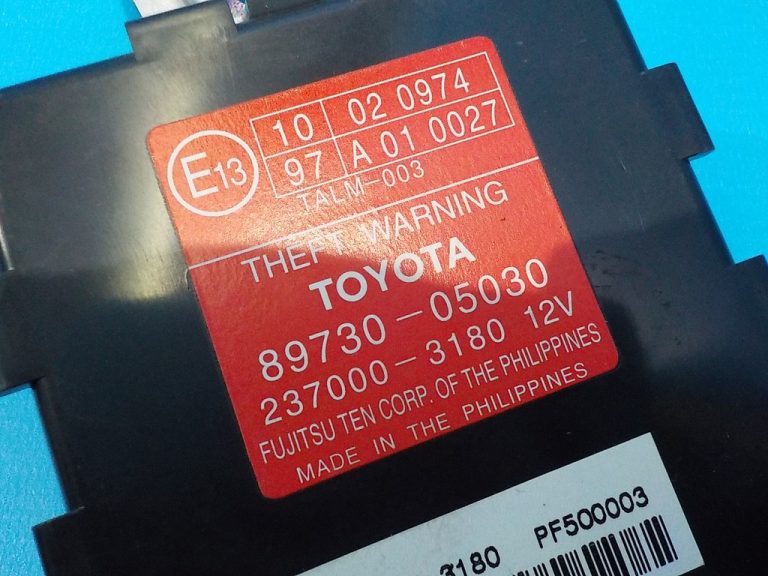 E13
10 02 0974
97 A 01 0027
TALM-003
THEFT WARNING
TOYOTA
89730-05030
237000-3180 12V
FUJITSU TEN CORP. OF THE PHILIPPINES
MADE IN THE PHILIPPINES
3180 PF500003